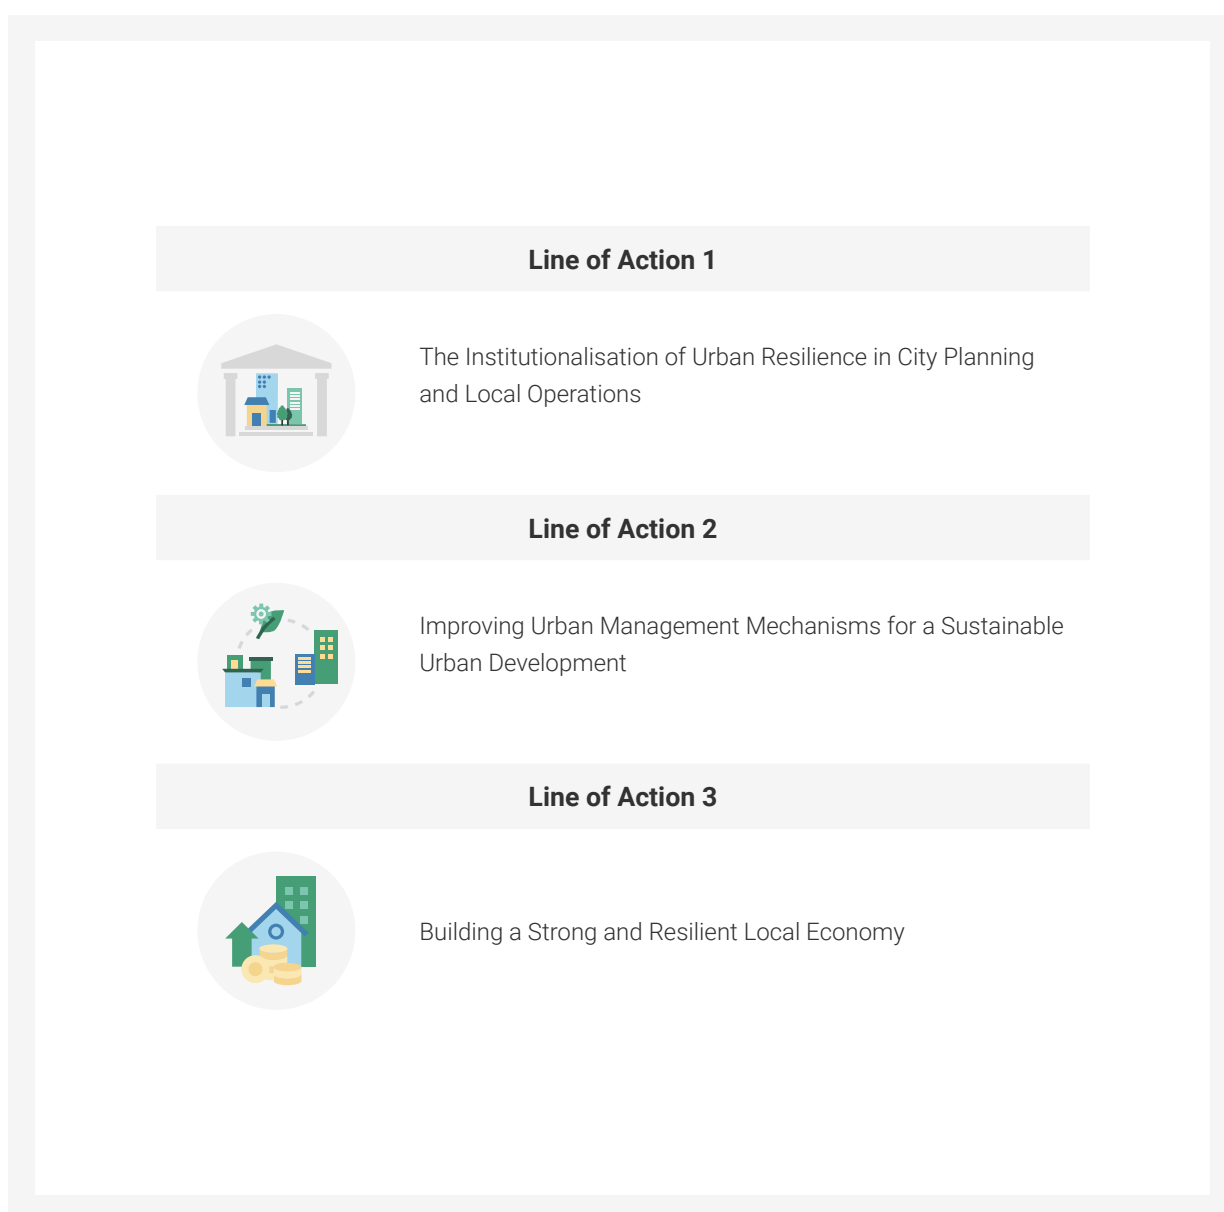 Line of Action 1
The Institutionalisation of Urban Resilience in City Planning
and Local Operations
Line of Action 2
Improving Urban Management Mechanisms for a Sustainable
Urban Development
Line of Action 3
Building a Strong and Resilient Local Economy